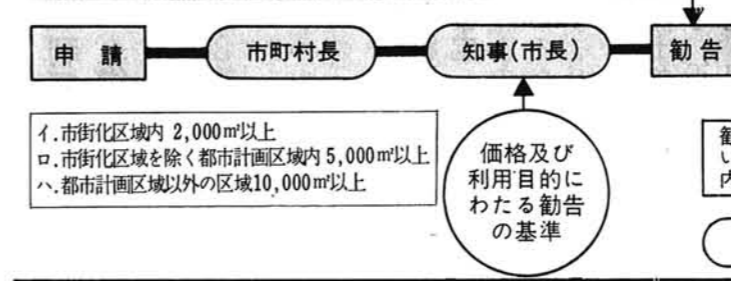 申 請
市町村長
知事(市長)
勧告
イ.市街化区域内 2,000㎡以上
ロ.市街化区域を除く都市計画区域内 5,000㎡以上
ハ.都市計画区域以外の区域10,000㎡以上
価格及び
利用目的に
わたる勧告
の基準